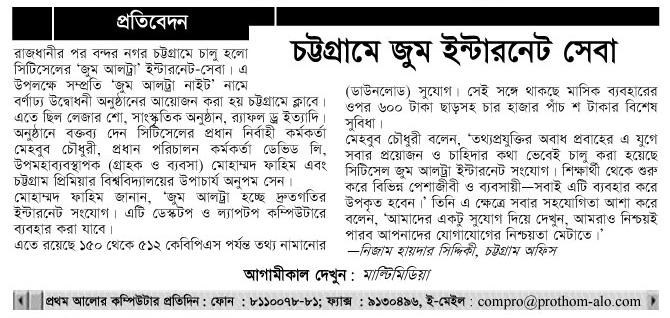 প্রতিবেদন
চট্টগ্রামে জুম ইন্টারনেট সেবা
রাজধানীর পর বন্দর নগর চট্টগ্রামে চালু হলো
সিটিসেলের ‘জুম আলট্রা’ ইন্টারনেট-সেবা। এ
উপলক্ষে সম্প্রতি ‘জুম আলট্রা নাইট’ নামে
বর্ণাঢ্য উদ্বোধনী অনুষ্ঠানের আয়োজন করা হয় চট্টগ্রাম ক্লাবে।
এতে ছিল লেজার শো, সাংস্কৃতিক অনুষ্ঠান, র‌্যাফল ড্র ইত্যাদি।
অনুষ্ঠানে বক্তব্য দেন সিটিসেলের প্রধান নির্বাহী কর্মকর্তা
মেহবুব চৌধুরী, প্রধান পরিচালন কর্মকর্তা ডেভিড লি,
উপমহাব্যবস্থাপক (গ্রাহক ও ব্যবসা) মোহাম্মদ ফাহিম এবং
চট্টগ্রাম প্রিমিয়ার বিশ্ববিদ্যালয়ের উপাচার্য অনুপম সেন।
মোহাম্মদ ফাহিম জানান, ‘জুম আলট্রা হচ্ছে দ্রুতগতির
ইন্টারনেট সংযোগ। এটি ডেস্কটপ ও ল্যাপটপ কম্পিউটারে
ব্যবহার করা যাবে।
এতে রয়েছে ১৫০ থেকে ৫১২ কেবিপিএস পর্যন্ত তথ্য নামানোর
(ডাউনলোড) সুযোগ। সেই সঙ্গে থাকছে মাসিক ব্যবহারের
ওপর ৬০০ টাকা ছাড়সহ চার হাজার পাঁচ শ টাকার বিশেষ
সুবিধা।
মেহবুব চৌধুরী বলেন, ‘তথ্যপ্রযুক্তির অবাধ প্রবাহের এ যুগে
সবার প্রয়োজন ও চাহিদার কথা ভেবেই চালু করা হয়েছে
সিটিসেল জুম আলট্রা ইন্টারনেট সংযোগ। শিক্ষার্থী থেকে শুরু
করে বিভিন্ন পেশাজীবী ও ব্যবসায়ী—সবাই এটি ব্যবহার করে
উপকৃত হবেন।’ তিনি এ ক্ষেত্রে সবার সহযোগিতা আশা করে
বলেন, ‘আমাদের একটু সুযোগ দিয়ে দেখুন, আমরাও নিশ্চয়ই
পারব আপনাদের যোগাযোগের নিশ্চয়তা মেটাতে।’
—নিজাম হায়দার সিদ্দিকী, চট্টগ্রাম অফিস
আগামীকাল দেখুন : মাল্টিমিডিয়া
প্রথম আলোর কম্পিউটার প্রতিদিন : ফোন : ৮১১০০৭৮-৮১; ফ্যাক্স : ৯১৩০৪৯৬, ই-মেইল : compro@prothom-alo.com